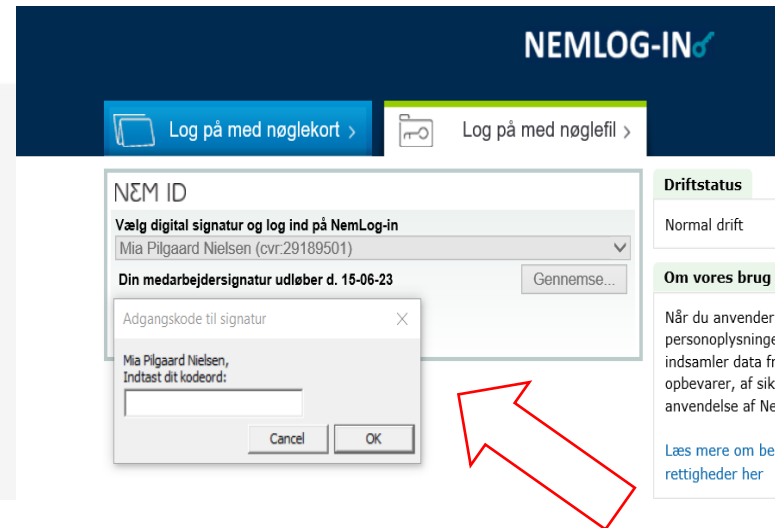 NEMLOG-IN
Log på med nøglekort >
Log på med nøglefil >
NEM ID
Vælg digital signatur og log ind på NemLog-in
Mia Pilgaard Nielsen (cvr:29189501)
Din medarbejdersignatur udløber d. 15-06-23
Gennemse...
Adgangskode til signatur
Mia Pilgaard Nielsen,
Indtast dit kodeord:
Cancel
OK
Driftstatus
Normal drift
Om vores brug
Når du anvender
personoplysninge
indsamler data fr
opbevarer, af sik
anvendelse af Ne
Læs mere om be
rettigheder her